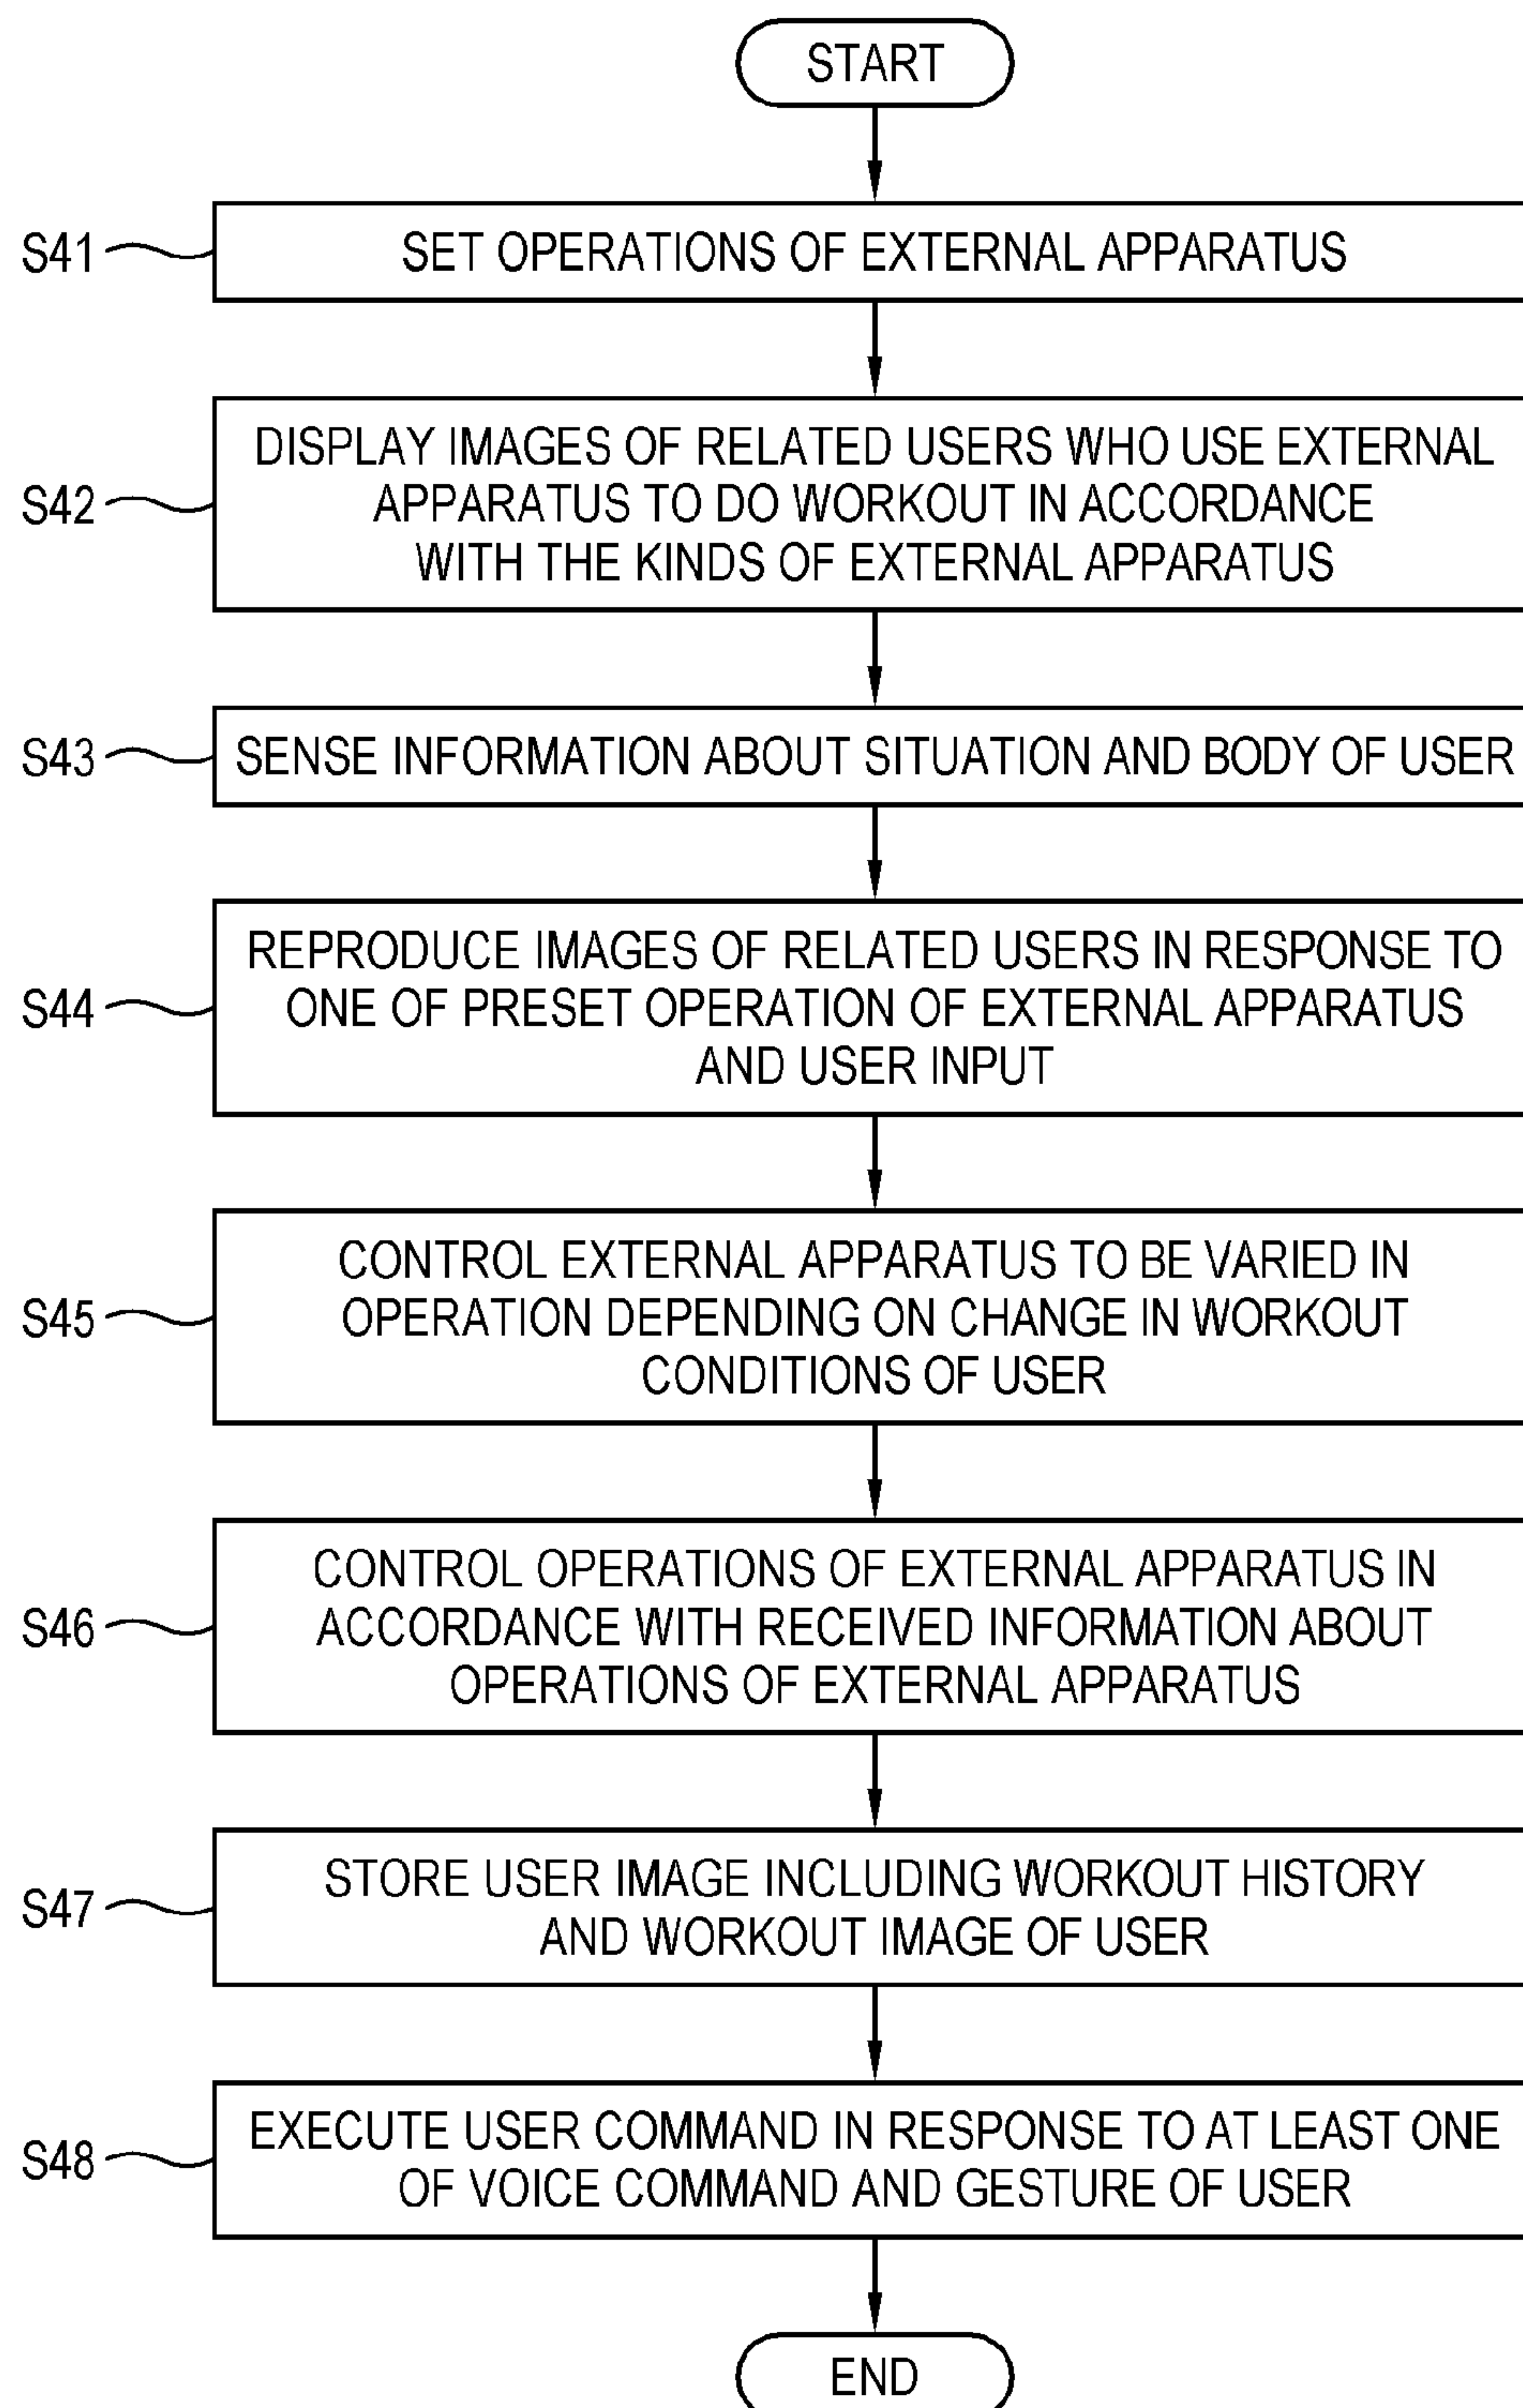 START
S41
SET OPERATIONS OF EXTERNAL APPARATUS
S42
DISPLAY IMAGES OF RELATED USERS WHO USE EXTERNAL
APPARATUS TO DO WORKOUT IN ACCORDANCE
WITH THE KINDS OF EXTERNAL APPARATUS
S43
SENSE INFORMATION ABOUT SITUATION AND BODY OF USER
S44
REPRODUCE IMAGES OF RELATED USERS IN RESPONSE TO
ONE OF PRESET OPERATION OF EXTERNAL APPARATUS
AND USER INPUT
S45
CONTROL EXTERNAL APPARATUS TO BE VARIED IN
OPERATION DEPENDING ON CHANGE IN WORKOUT
CONDITIONS OF USER
S46
CONTROL OPERATIONS OF EXTERNAL APPARATUS IN
ACCORDANCE WITH RECEIVED INFORMATION ABOUT
OPERATIONS OF EXTERNAL APPARATUS
S47
STORE USER IMAGE INCLUDING WORKOUT HISTORY
AND WORKOUT IMAGE OF USER
S48
EXECUTE USER COMMAND IN RESPONSE TO AT LEAST ONE
OF VOICE COMMAND AND GESTURE OF USER
END